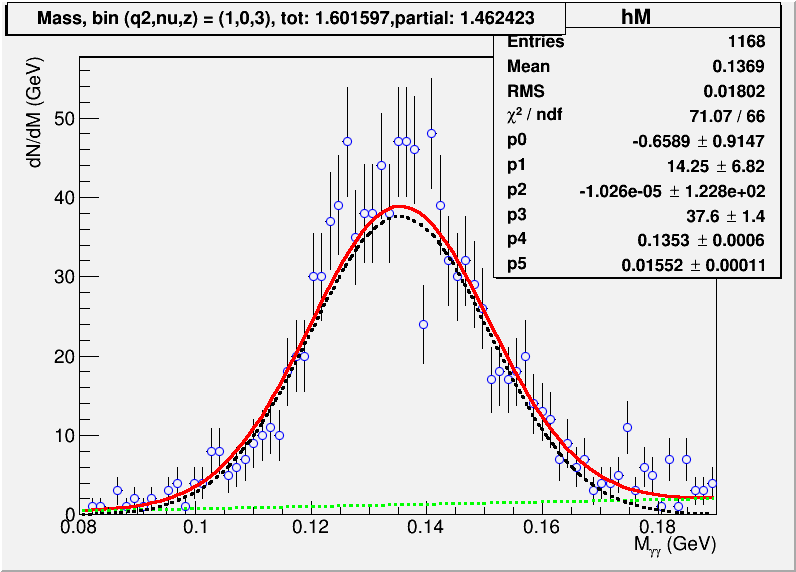 Mass, bin (q2,nu,z) = (1,0,3), tot: 1.601597,partial: 1.462423
hM
Entries 1168
Mean 0.1369
RMS 0.01802
χ² / ndf 71.07 / 66
p0 -0.6589 ± 0.9147
p1 14.25 ± 6.82
p2 -1.026e-05 ± 1.228e+02
p3 37.6 ± 1.4
p4 0.1353 ± 0.0006
p5 0.01552 ± 0.00011
dN/dM (GeV)
50
40
30
20
10
0
0.08 0.1 0.12 0.14 0.16 0.18
Mγγ (GeV)